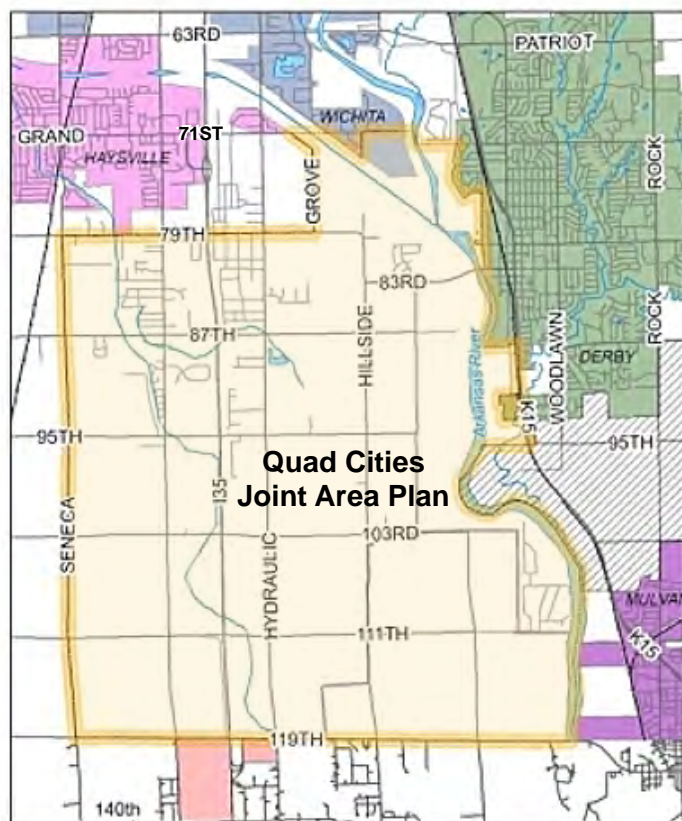 63RD
PATRIOT
WICHITA
71ST
GRAND
HAYSVILLE
GROVE
ROCK
79TH
83RD
87TH
HILLSIDE
Arkansas River
WOODLAWN
ROCK
DERBY
K15
95TH
95TH
Quad Cities
Joint Area Plan
I35
SENECA
HYDRAULIC
103RD
MULVAN
111TH
K15
119TH
140th